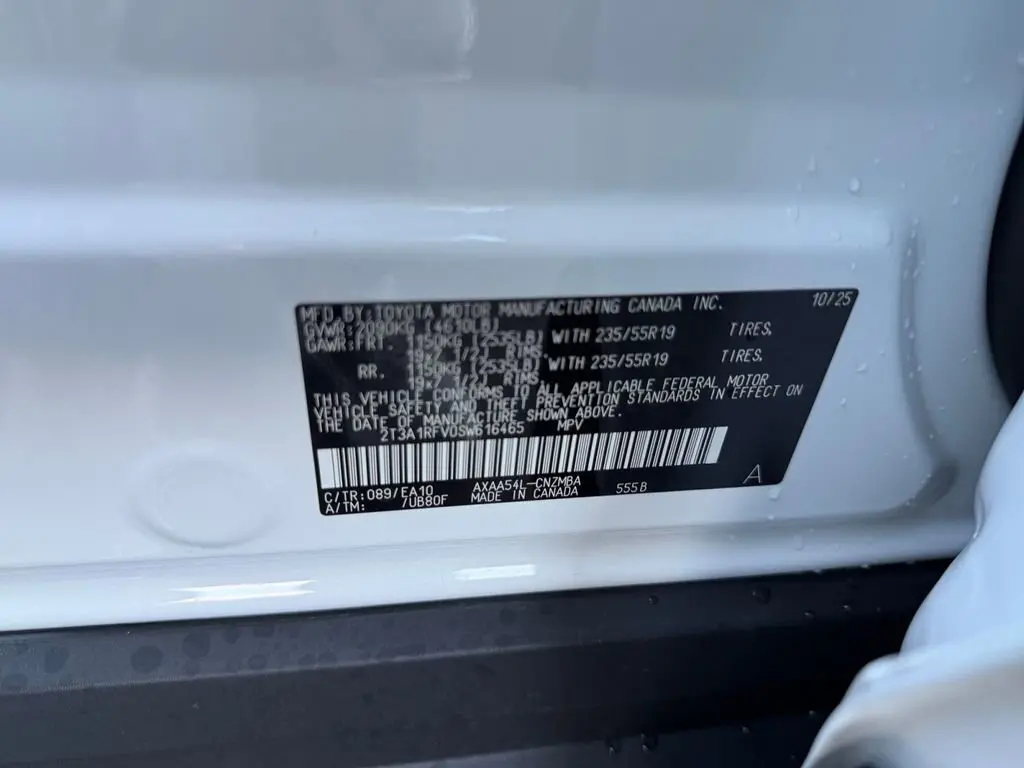 MFD.BY:TOYOTA MOTOR MANUFACTURING CANADA INC. 10/25
GVWR:2090KG [4610LB]
GAWR:FRT. 1150KG [2535LB] WITH 235/55R19 TIRES,
19×7 1/2J RIMS.
RR. 1150KG [2535LB] WITH 235/55R19 TIRES,
19×7 1/2J RIMS.
THIS VEHICLE CONFORMS TO ALL APPLICABLE FEDERAL MOTOR
VEHICLE SAFETY AND THEFT PREVENTION STANDARDS IN EFFECT ON
THE DATE OF MANUFACTURE SHOWN ABOVE.
2T3A1RFV0SW616465 MPV
C/TR:089/EA10 AXAA54L-CNZMBA
A/TM: 7UB80F MADE IN CANADA 555B A